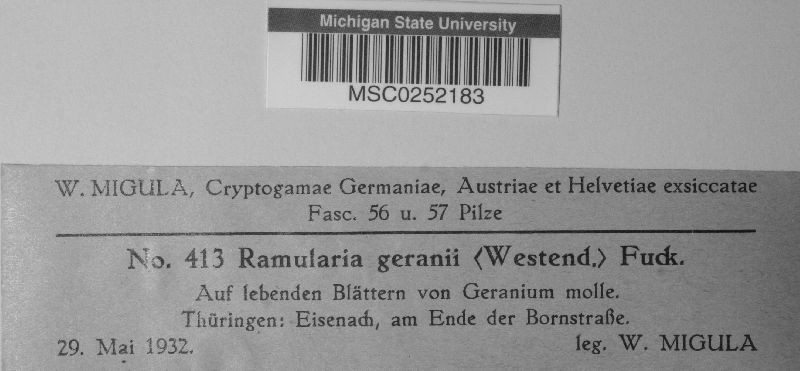 Michigan State University
MSC0252183
W. MIGULA, Cryptogamae Germaniae, Austriae et Helvetiae exsiccatae
Fasc. 56 u. 57 Pilze
No. 413 Ramularia geranii (Westend.) Fuck.
Auf lebenden Blättern von Geranium molle.
Thüringen: Eisenach, am Ende der Bornstraße.
29. Mai 1932. leg. W. MIGULA